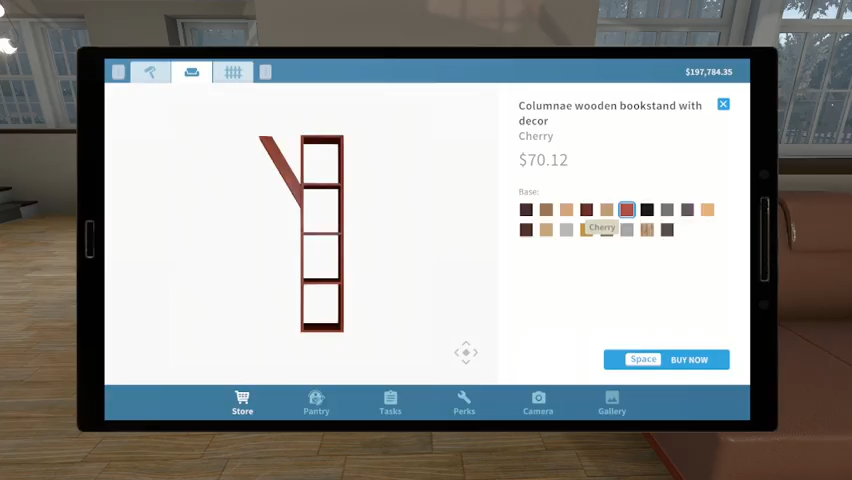 $197,784.35
Columnae wooden bookstand with
decor
Cherry
$70.12
Base:
Cherry
Space BUY NOW
Store Pantry Tasks Perks Camera Gallery